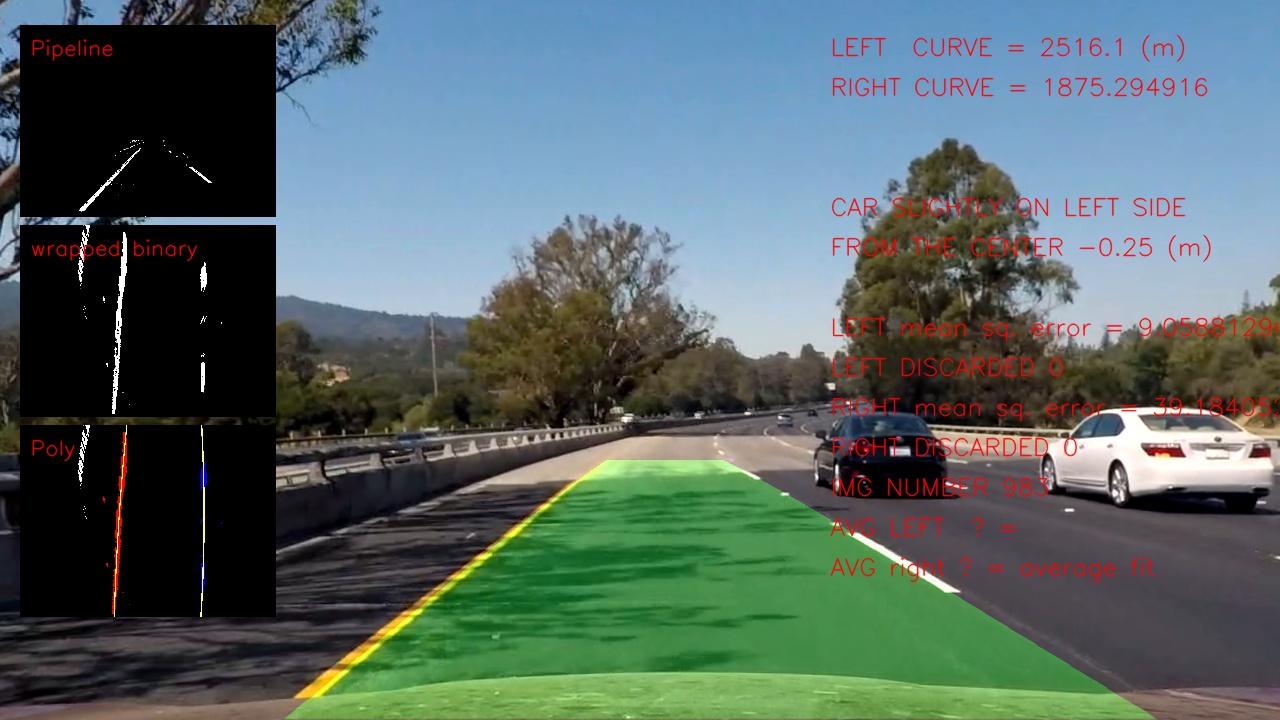 Pipeline
wrapped binary
Poly
LEFT CURVE = 2516.1 (m)
RIGHT CURVE = 1875.294916
CAR SLIGHTLY ON LEFT SIDE
FROM THE CENTER -0.25 (m)
LEFT mean sq. error = 9.0588129
LEFT DISCARDED 0
RIGHT mean sq. error = 39.18405
RIGHT DISCARDED 0
IMG NUMBER 983
AVG LEFT ? =
AVG right ? = average fit